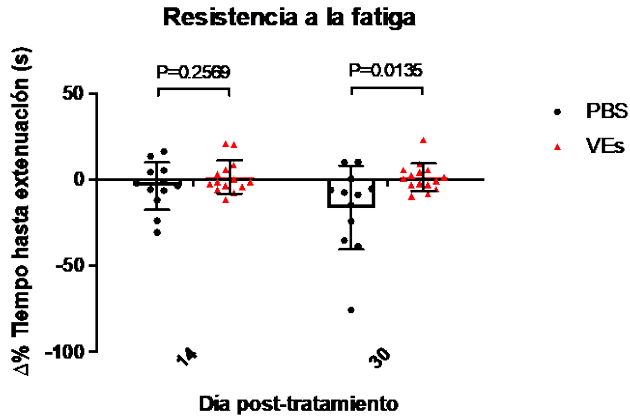 Resistencia a la fatiga
P=0.2569
P=0.0135
PBS
VEs
Δ% Tiempo hasta extenuación (s)
50
0
-50
-100
14
30
Día post-tratamiento